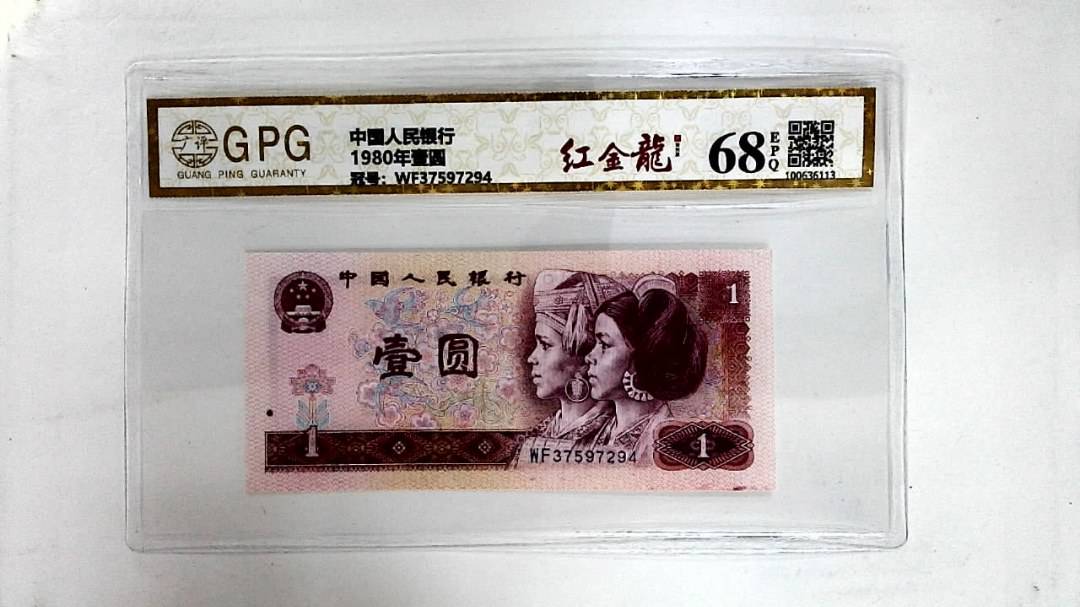 广评
GPG
GUANG PING GUARANTY
中国人民银行
1980年壹圆
冠号：WF37597294
红金龍
68
EPQ
100636113
中国人民银行
1
壹圆
1
WF37597294
1